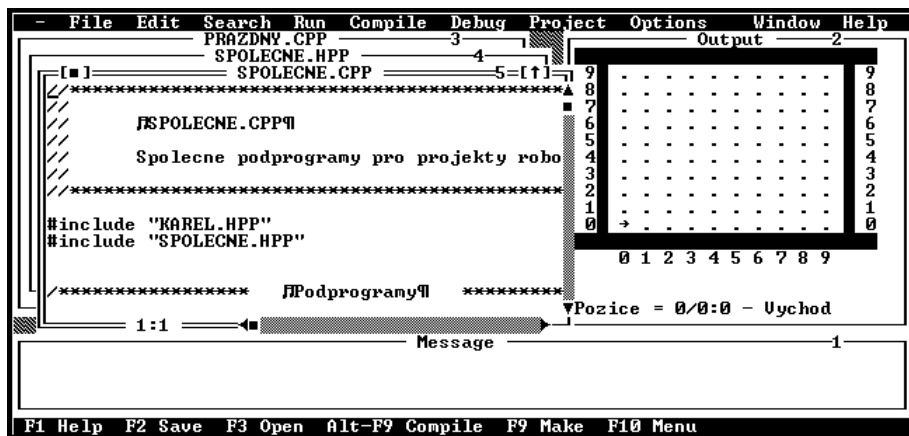 - File Edit Search Run Compile Debug Project Options Window Help
PRAZDNY.CPP 3
Output 2
SPOLECNE.HPP 4
[■] SPOLECNE.CPP 5=[↑]
//*****************************************************
//
// ♬SPOLECNE.CPP¶
//
// Spolecne podprogramy pro projekty robo
//
//*****************************************************
#include "KAREL.HPP"
#include "SPOLECNE.HPP"
/****************** ♬Podprogramy¶ *********
1:1
9 . . . . . . . . . . 9
8 . . . . . . . . . . 8
7 . . . . . . . . . . 7
6 . . . . . . . . . . 6
5 . . . . . . . . . . 5
4 . . . . . . . . . . 4
3 . . . . . . . . . . 3
2 . . . . . . . . . . 2
1 . . . . . . . . . . 1
0 → . . . . . . . . . 0
0 1 2 3 4 5 6 7 8 9
Pozice = 0/0:0 - Vychod
Message 1
F1 Help F2 Save F3 Open Alt-F9 Compile F9 Make F10 Menu